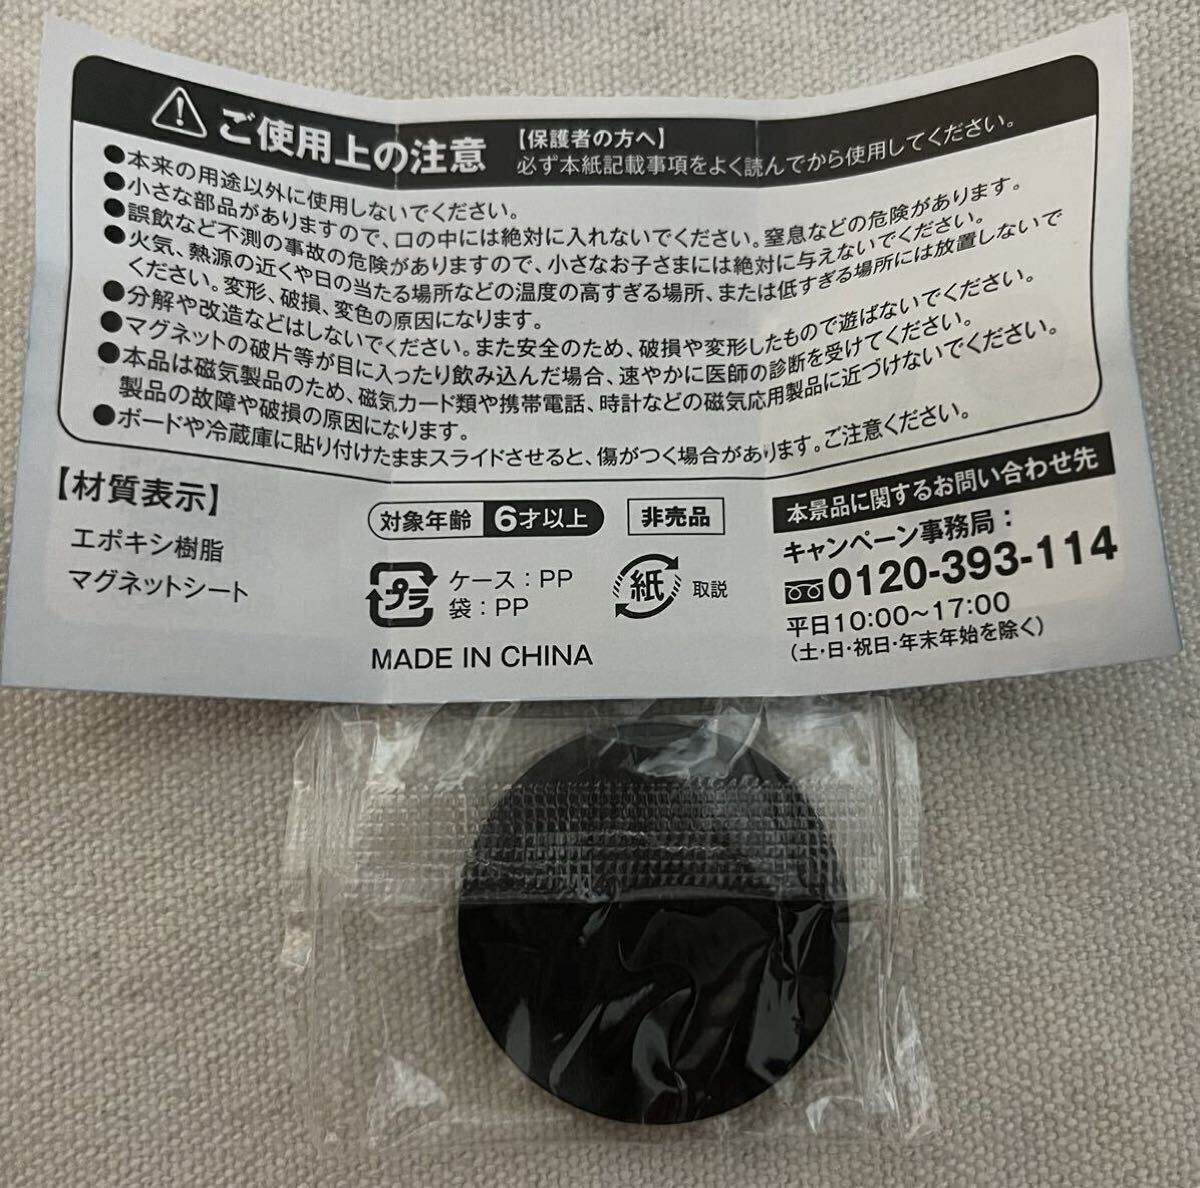 ご使用上の注意
【保護者の方へ】
必ず本紙記載事項をよく読んでから使用してください。
●本来の用途以外に使用しないでください。
●小さな部品がありますので、口の中には絶対に入れないでください。窒息などの危険があります。
●誤飲など不測の事故の危険がありますので、小さなお子さまには絶対に与えないでください。
●火気、熱源の近くや日の当たる場所などの温度の高すぎる場所、または低すぎる場所には放置しないで
ください。変形、破損、変色の原因になります。
●分解や改造などはしないでください。また安全のため、破損や変形したもので遊ばないでください。
●マグネットの破片等が目に入ったり飲み込んだ場合、速やかに医師の診断を受けてください。
●本品は磁気製品のため、磁気カード類や携帯電話、時計などの磁気応用製品に近づけないでください。
製品の故障や破損の原因になります。
●ボードや冷蔵庫に貼り付けたままスライドさせると、傷がつく場合があります。ご注意ください。
【材質表示】
エポキシ樹脂
マグネットシート
対象年齢 6才以上
非売品
プラ
ケース：PP
袋：PP
紙
取説
MADE IN CHINA
本景品に関するお問い合わせ先
キャンペーン事務局：
0120-393-114
平日10:00〜17:00
（土・日・祝日・年末年始を除く）